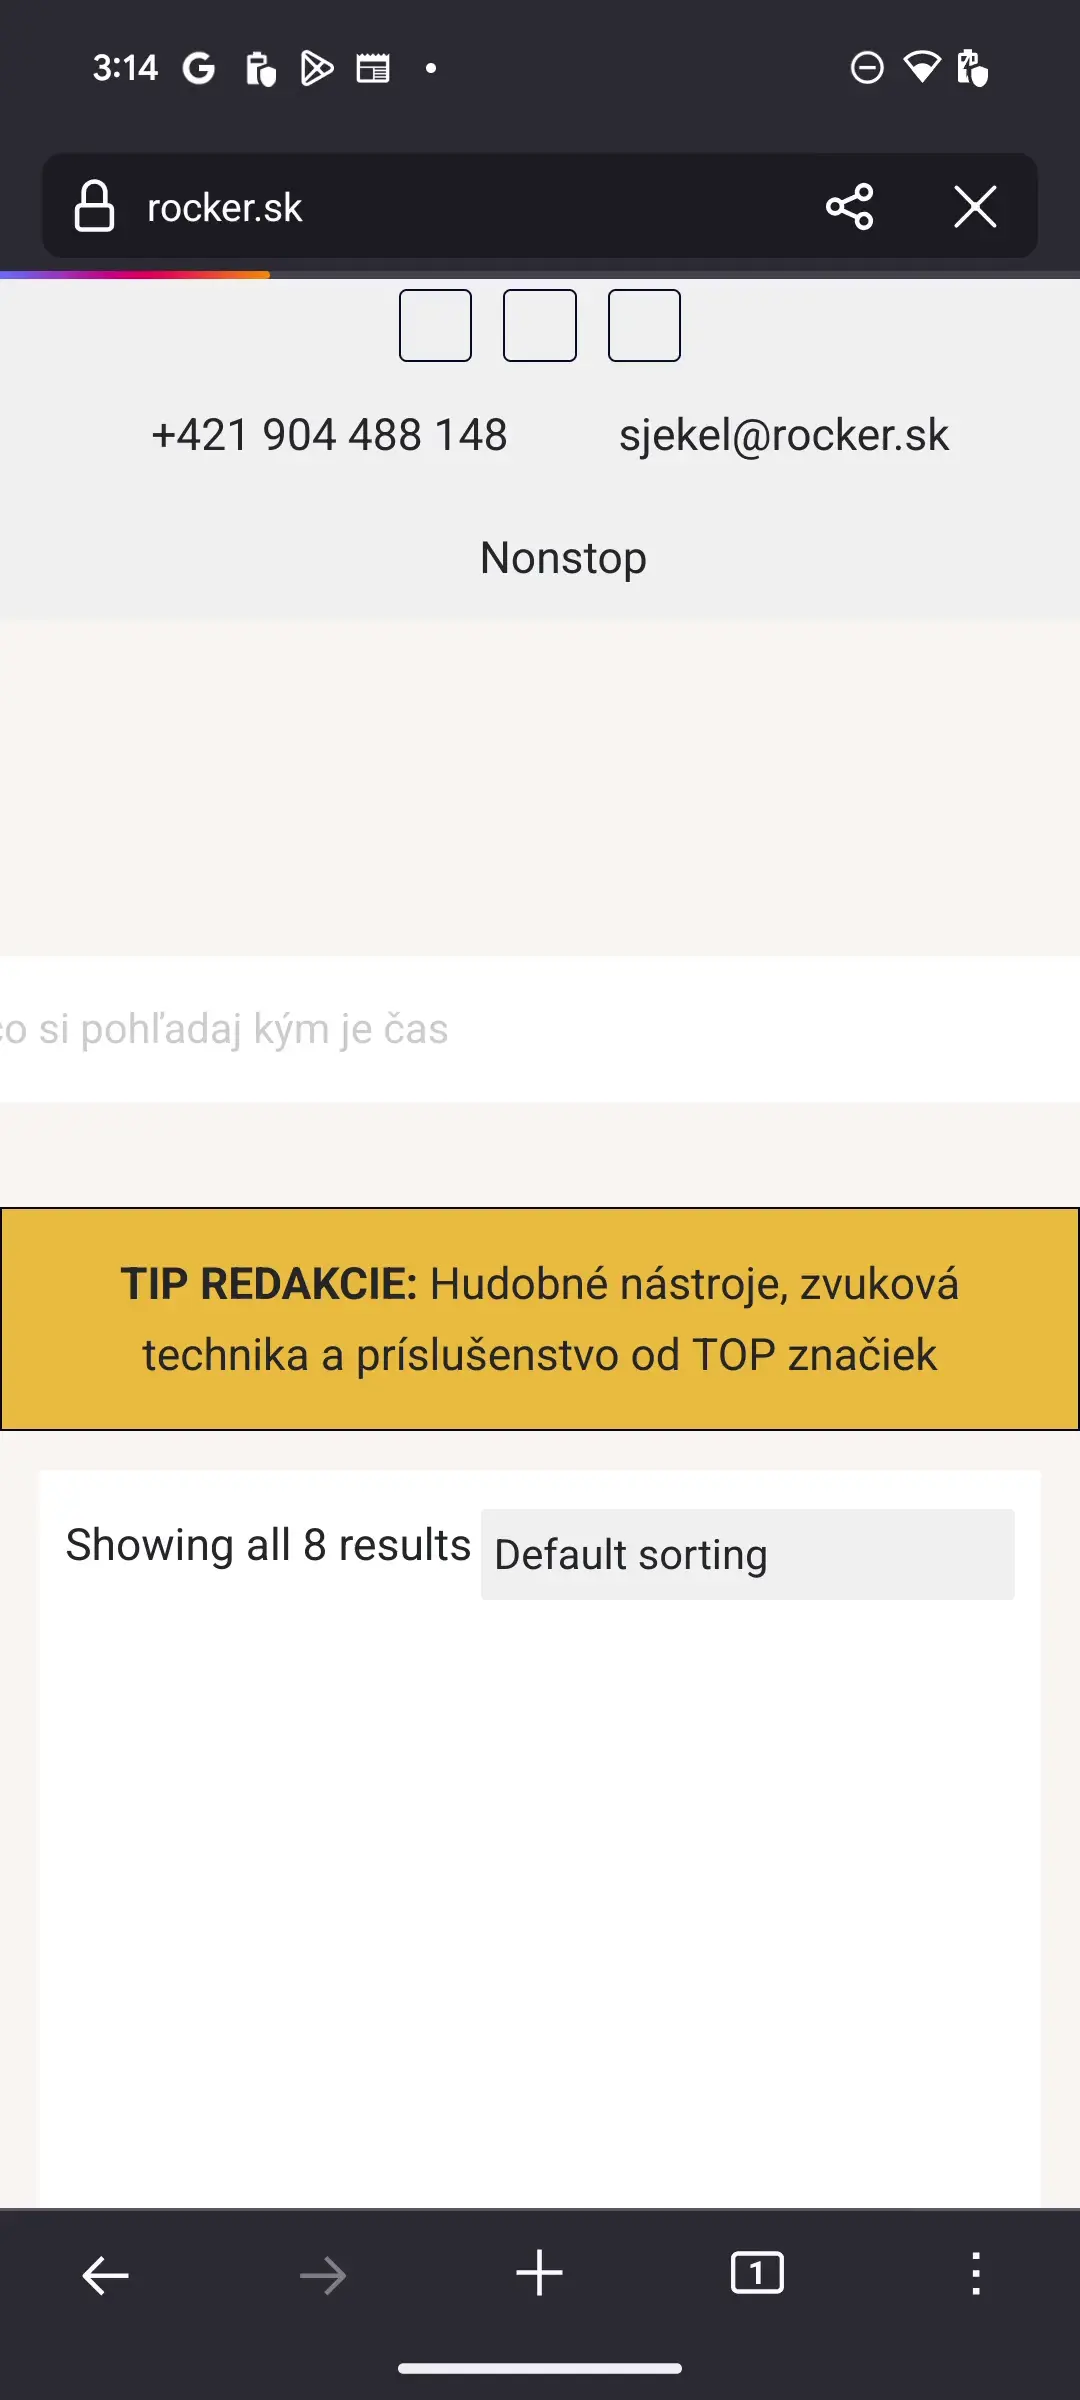 3:14
rocker.sk
+421 904 488 148
sjekel@rocker.sk
Nonstop
čo si pohľadaj kým je čas
TIP REDAKCIE: Hudobné nástroje, zvuková
technika a príslušenstvo od TOP značiek
Showing all 8 results
Default sorting
1